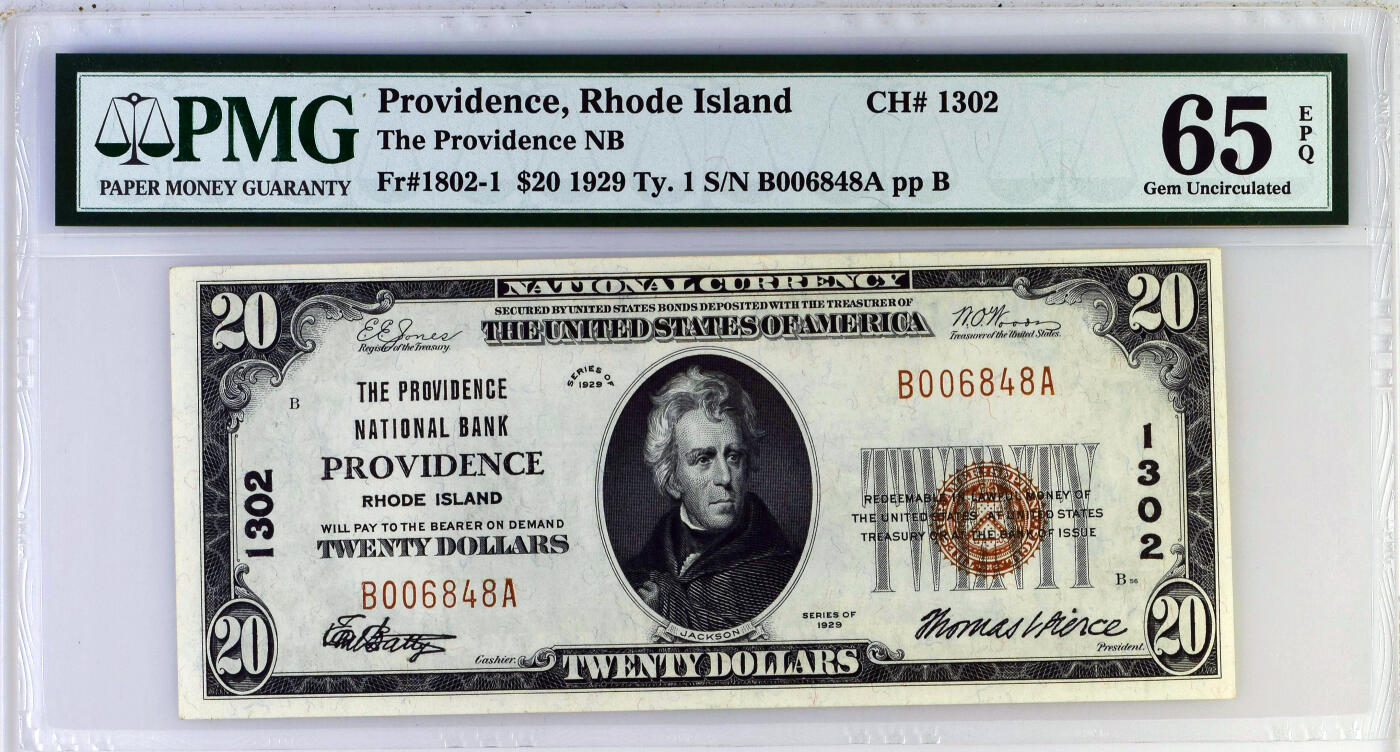 PMG
PAPER MONEY GUARANTY
Providence, Rhode Island CH# 1302
The Providence NB
Fr#1802-1 $20 1929 Ty. 1 S/N B006848A pp B
65
EPQ
Gem Uncirculated
NATIONAL CURRENCY
SECURED BY UNITED STATES BONDS DEPOSITED WITH THE TREASURER OF
THE UNITED STATES OF AMERICA
20
20
E.E. Jones
Register of the Treasury.
W.O. Woods
Treasurer of the United States.
SERIES OF
1929
B
THE PROVIDENCE
NATIONAL BANK
PROVIDENCE
RHODE ISLAND
WILL PAY TO THE BEARER ON DEMAND
TWENTY DOLLARS
B006848A
1302
B006848A
1302
TWENTY
REDEEMABLE IN LAWFUL MONEY OF
THE UNITED STATES AT UNITED STATES
TREASURY OR AT THE BANK OF ISSUE
B 56
SERIES OF
1929
JACKSON
Cashier.
Thomas L Pierce
President.
20
TWENTY DOLLARS
20